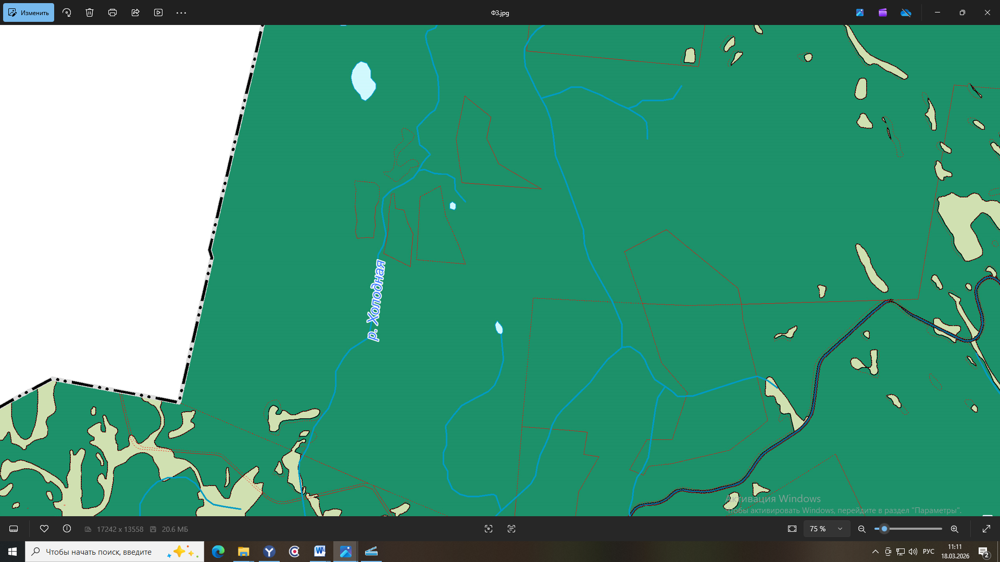 Изменить
Ф3.jpg
р. Холодная
Активация Windows
Чтобы активировать Windows, перейдите в раздел "Параметры".
17242 x 13558
20.6 МБ
75 %
Чтобы начать поиск, введите
РУС
11:11
18.03.2026
2